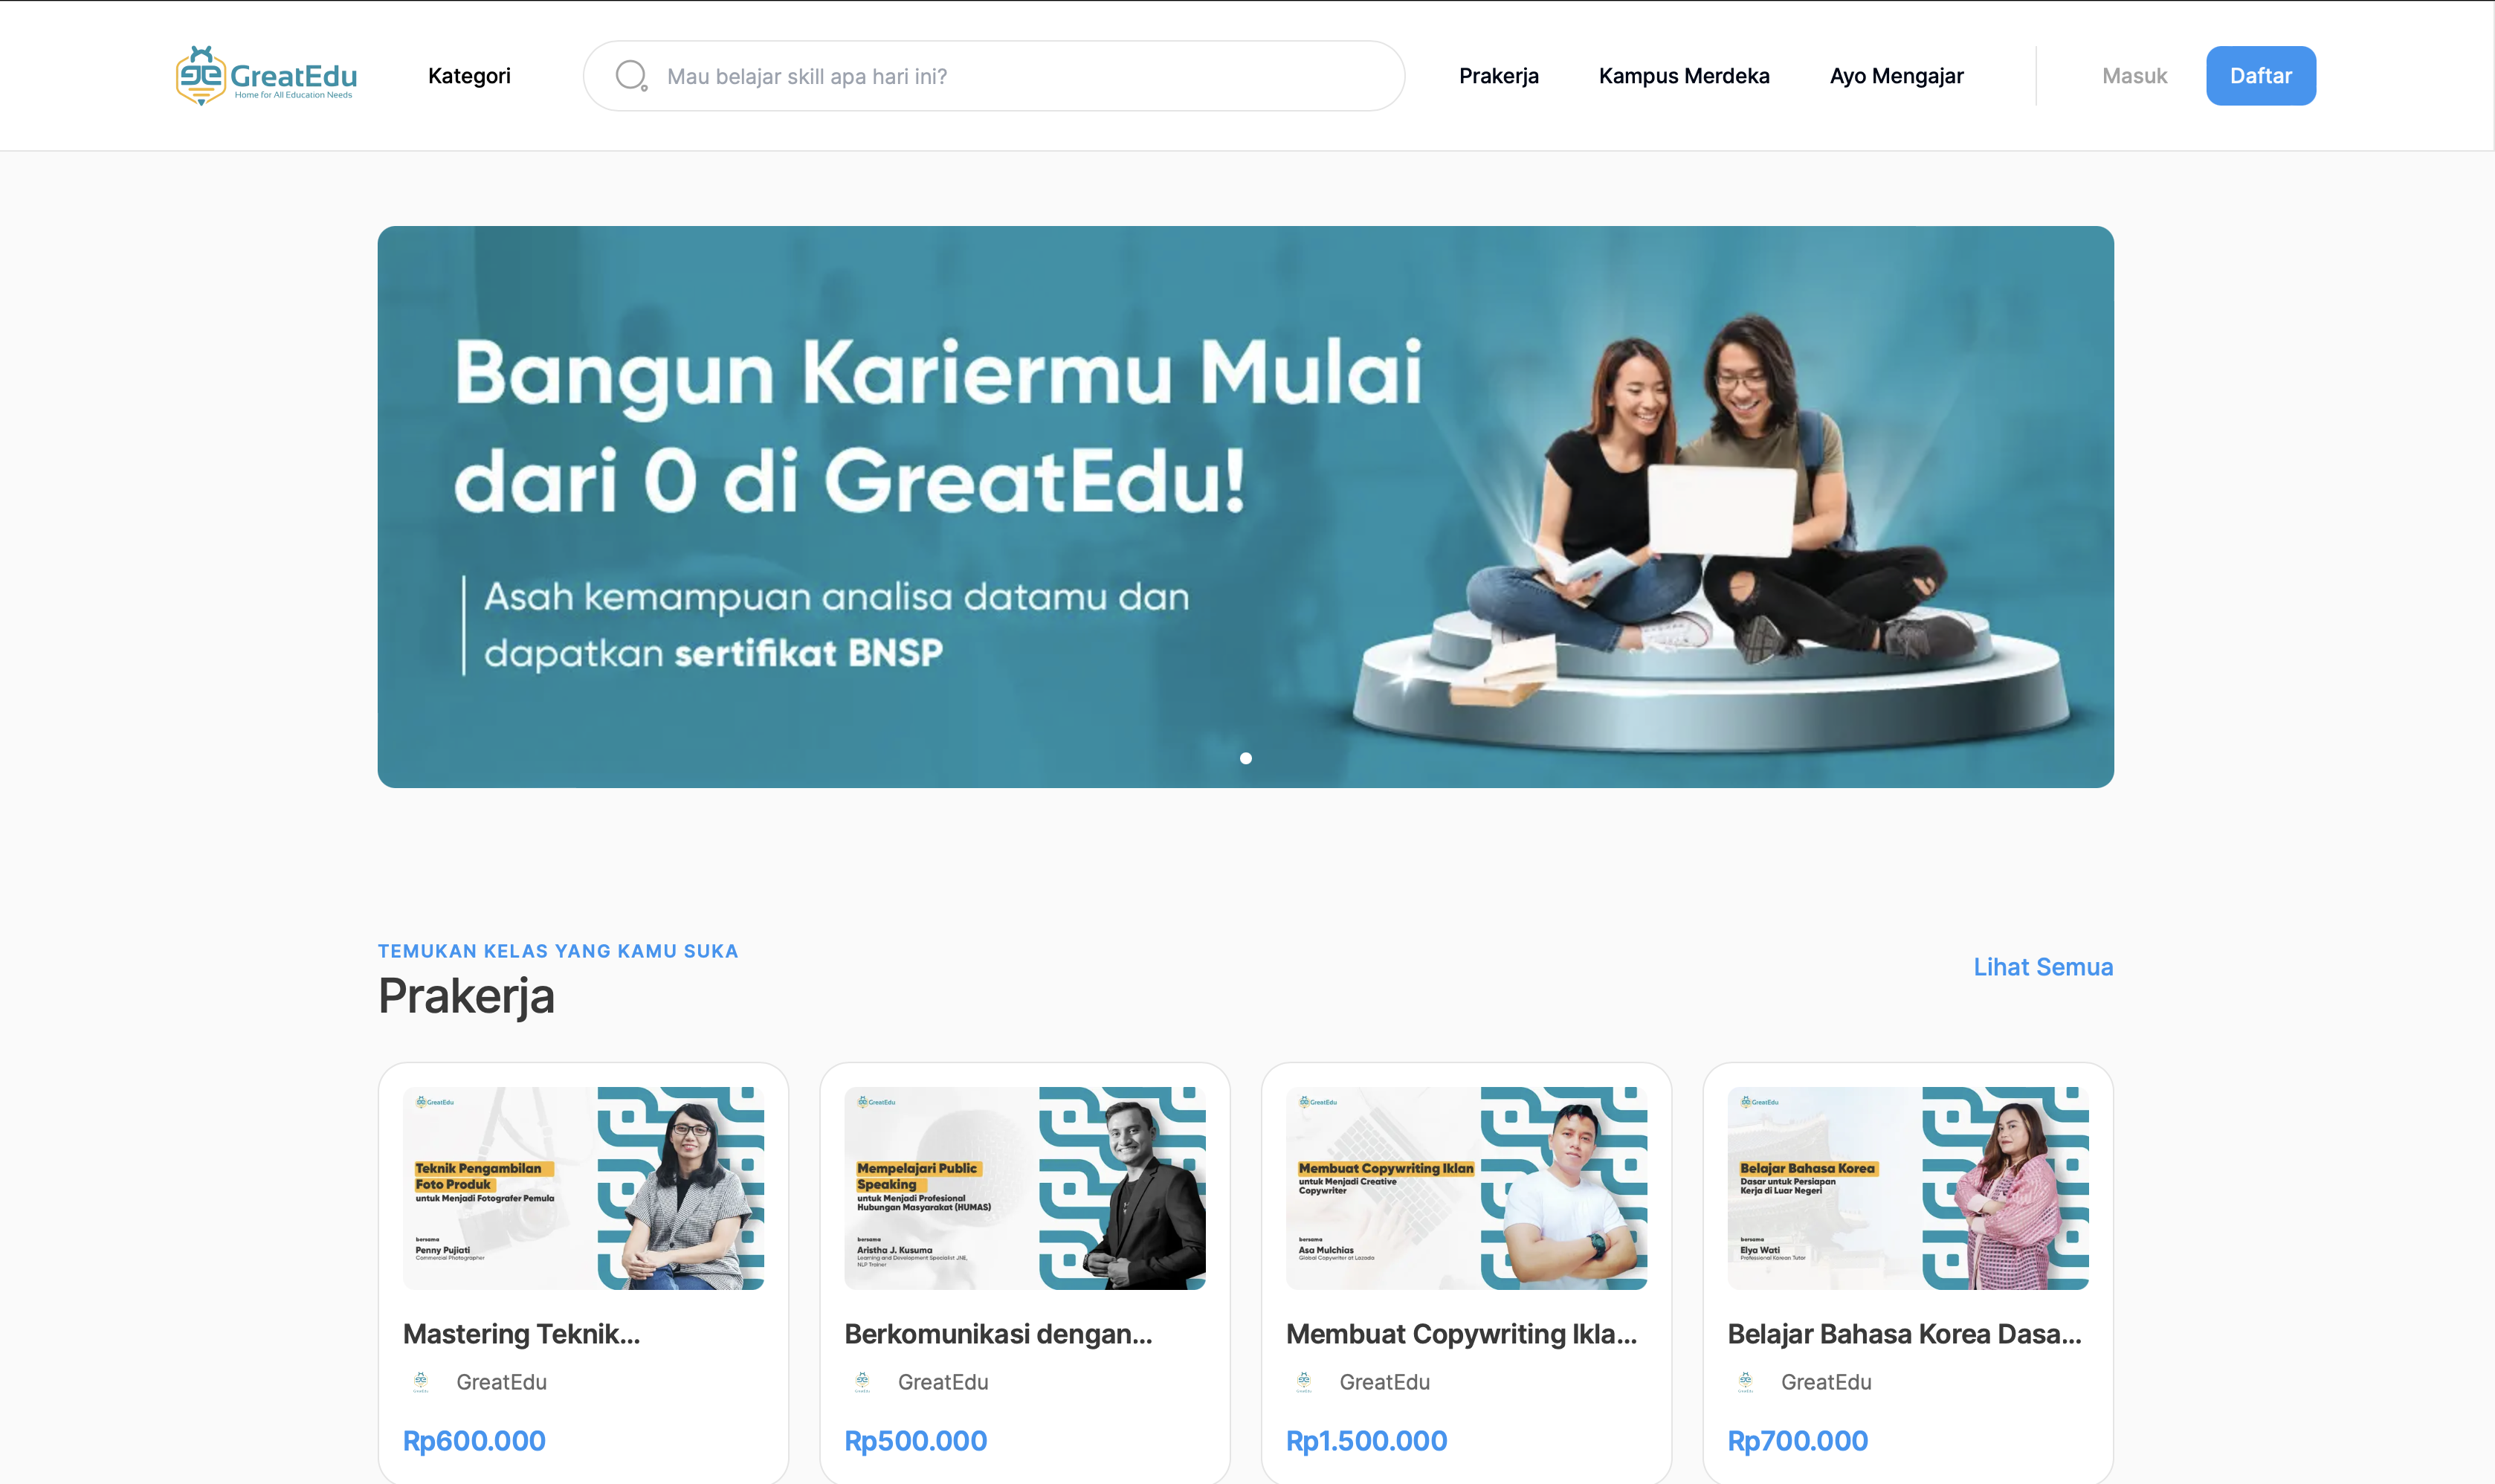 GreatEdu
Home for All Education Needs
Kategori
Mau belajar skill apa hari ini?
Prakerja
Kampus Merdeka
Ayo Mengajar
Masuk
Daftar
Bangun Kariermu Mulai
dari 0 di GreatEdu!
Asah kemampuan analisa datamu dan
dapatkan sertifikat BNSP
TEMUKAN KELAS YANG KAMU SUKA
Prakerja
Lihat Semua
GreatEdu
Teknik Pengambilan
Foto Produk
untuk Menjadi Fotografer Pemula
bersama
Penny Pujiati
Commercial Photographer
Mastering Teknik...
GreatEdu
Rp600.000
GreatEdu
Mempelajari Public
Speaking
untuk Menjadi Profesional
Hubungan Masyarakat (HUMAS)
bersama
Aristha J. Kusuma
Learning and Development Specialist JNE,
NLP Trainer
Berkomunikasi dengan...
GreatEdu
Rp500.000
GreatEdu
Membuat Copywriting Iklan
untuk Menjadi Creative
Copywriter
bersama
Asa Mulchias
Global Copywriter at Lazada
Membuat Copywriting Ikla...
GreatEdu
Rp1.500.000
GreatEdu
Belajar Bahasa Korea
Dasar untuk Persiapan
Kerja di Luar Negeri
bersama
Elya Wati
Professional Korean Tutor
Belajar Bahasa Korea Dasa...
GreatEdu
Rp700.000